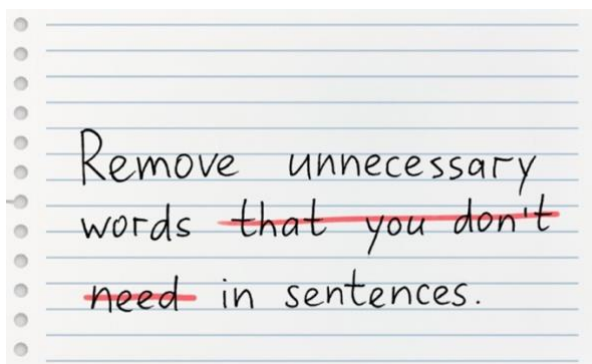 Remove unnecessary
words that you don't
need in sentences.